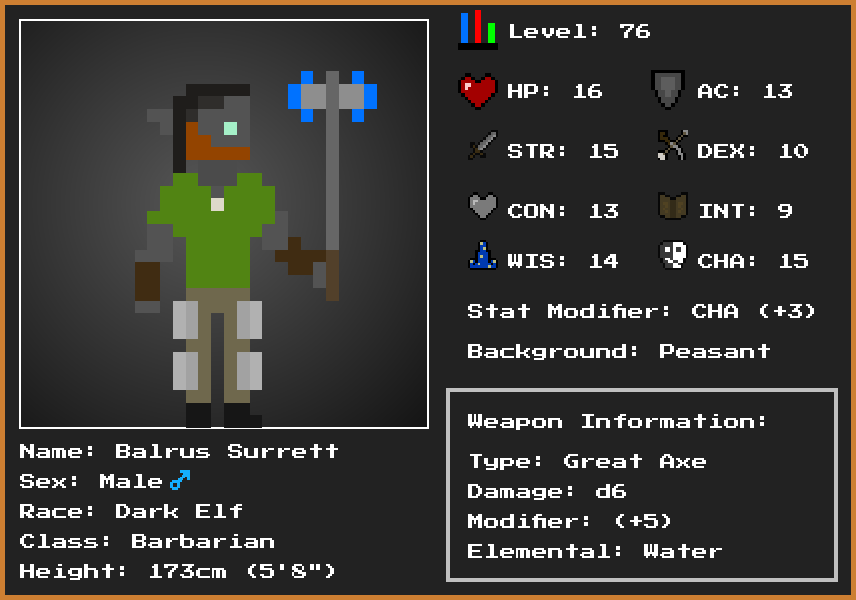 Level: 76
HP: 16 AC: 13
STR: 15 DEX: 10
CON: 13 INT: 9
WIS: 14 CHA: 15
Stat Modifier: CHA (+3)
Background: Peasant
Weapon Information:
Type: Great Axe
Damage: d6
Modifier: (+5)
Elemental: Water
Name: Balrus Surrett
Sex: Male♂
Race: Dark Elf
Class: Barbarian
Height: 173cm (5'8")